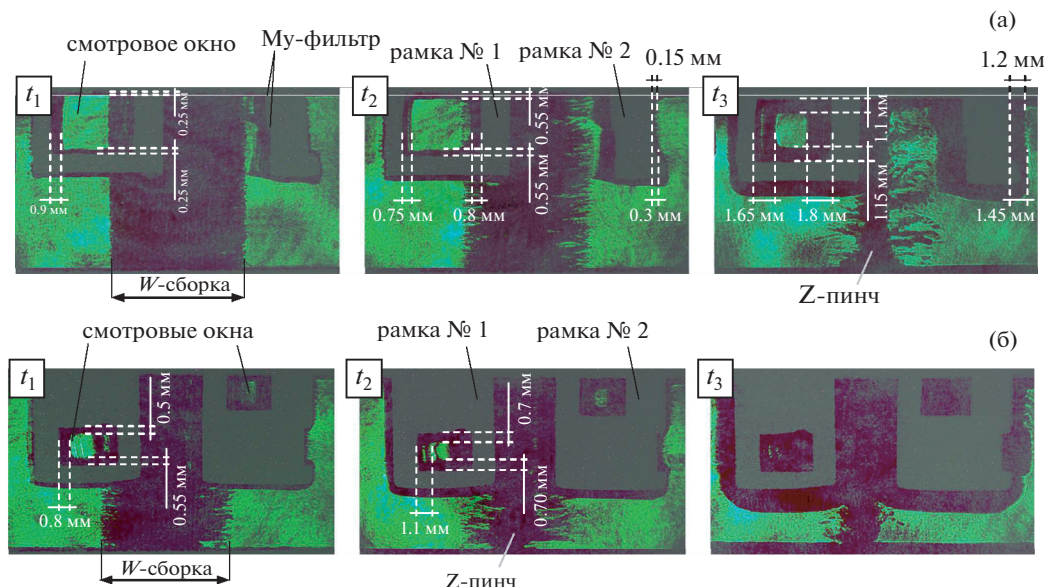 (а)
смотровое окно
Му-фильтр
рамка № 1
рамка № 2
0.15 мм
1.2 мм
t1
0.25 мм
0.25 мм
0.9 мм
W-сборка
t2
0.55 мм
0.55 мм
0.75 мм
0.8 мм
0.3 мм
t3
1.1 мм
1.15 мм
1.65 мм
1.8 мм
1.45 мм
Z-пинч
(б)
смотровые окна
рамка № 1
рамка № 2
t1
0.5 мм
0.55 мм
0.8 мм
W-сборка
t2
0.7 мм
0.70 мм
1.1 мм
Z-пинч
t3